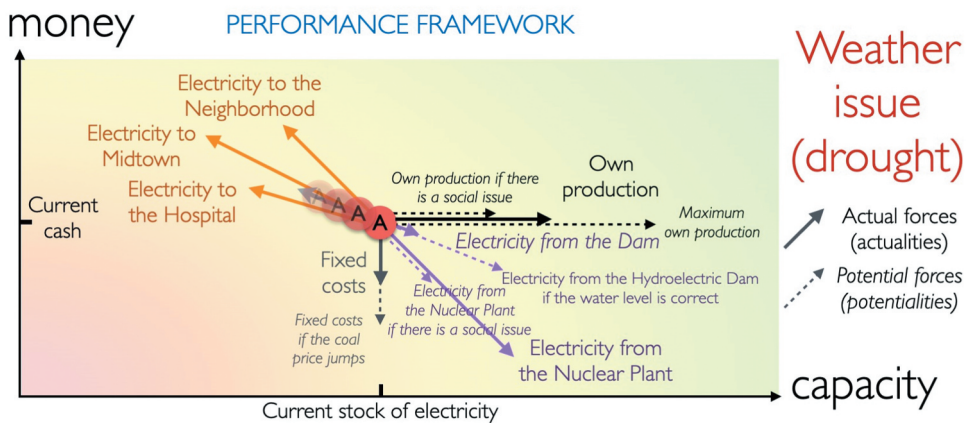 money
PERFORMANCE FRAMEWORK
Weather
issue
(drought)
Electricity to the
Neighborhood
Electricity to
Midtown
Electricity to
the Hospital
Current
cash
A
A
A
A
Own production if there
is a social issue
Own
production
Maximum
own production
Electricity from the Dam
Electricity from the Hydroelectric Dam
if the water level is correct
Fixed
costs
Electricity from
the Nuclear Plant
if there is a social issue
Fixed costs
if the coal
price jumps
Electricity from
the Nuclear Plant
Actual forces
(actualities)
Potential forces
(potentialities)
capacity
Current stock of electricity